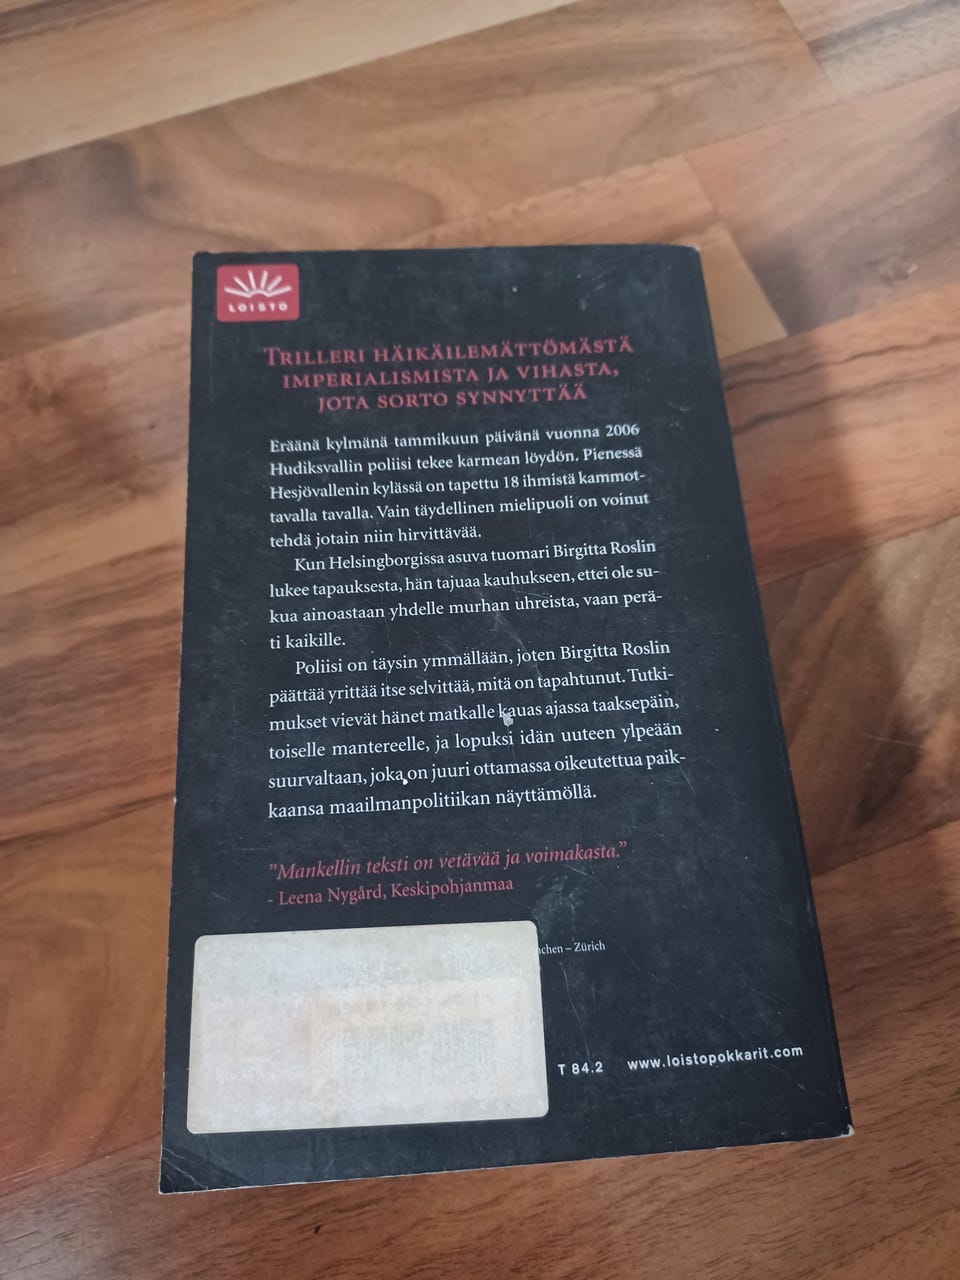 LOISTO
TRILLERI HÄIKÄILEMÄTTÖMÄSTÄ
IMPERIALISMISTA JA VIHASTA,
JOTA SORTO SYNNYTTÄÄ
Eräänä kylmänä tammikuun päivänä vuonna 2006
Hudiksvallin poliisi tekee karmean löydön. Pienessä
Hesjövallenin kylässä on tapettu 18 ihmistä kammot-
tavalla tavalla. Vain täydellinen mielipuoli on voinut
tehdä jotain niin hirvittävää.
Kun Helsingborgissa asuva tuomari Birgitta Roslin
lukee tapauksesta, hän tajuaa kauhukseen, ettei ole su-
kua ainoastaan yhdelle murhan uhreista, vaan perä-
ti kaikille.
Poliisi on täysin ymmällään, joten Birgitta Roslin
päättää yrittää itse selvittää, mitä on tapahtunut. Tutki-
mukset vievät hänet matkalle kauas ajassa taaksepäin,
toiselle mantereelle, ja lopuksi idän uuteen ylpeään
suurvaltaan, joka on juuri ottamassa oikeutettua paik-
kaansa maailmanpolitiikan näyttämöllä.
”Mankellin teksti on vetävää ja voimakasta.”
- Leena Nygård, Keskipohjanmaa
– Zürich
T 84.2 www.loistopokkarit.com